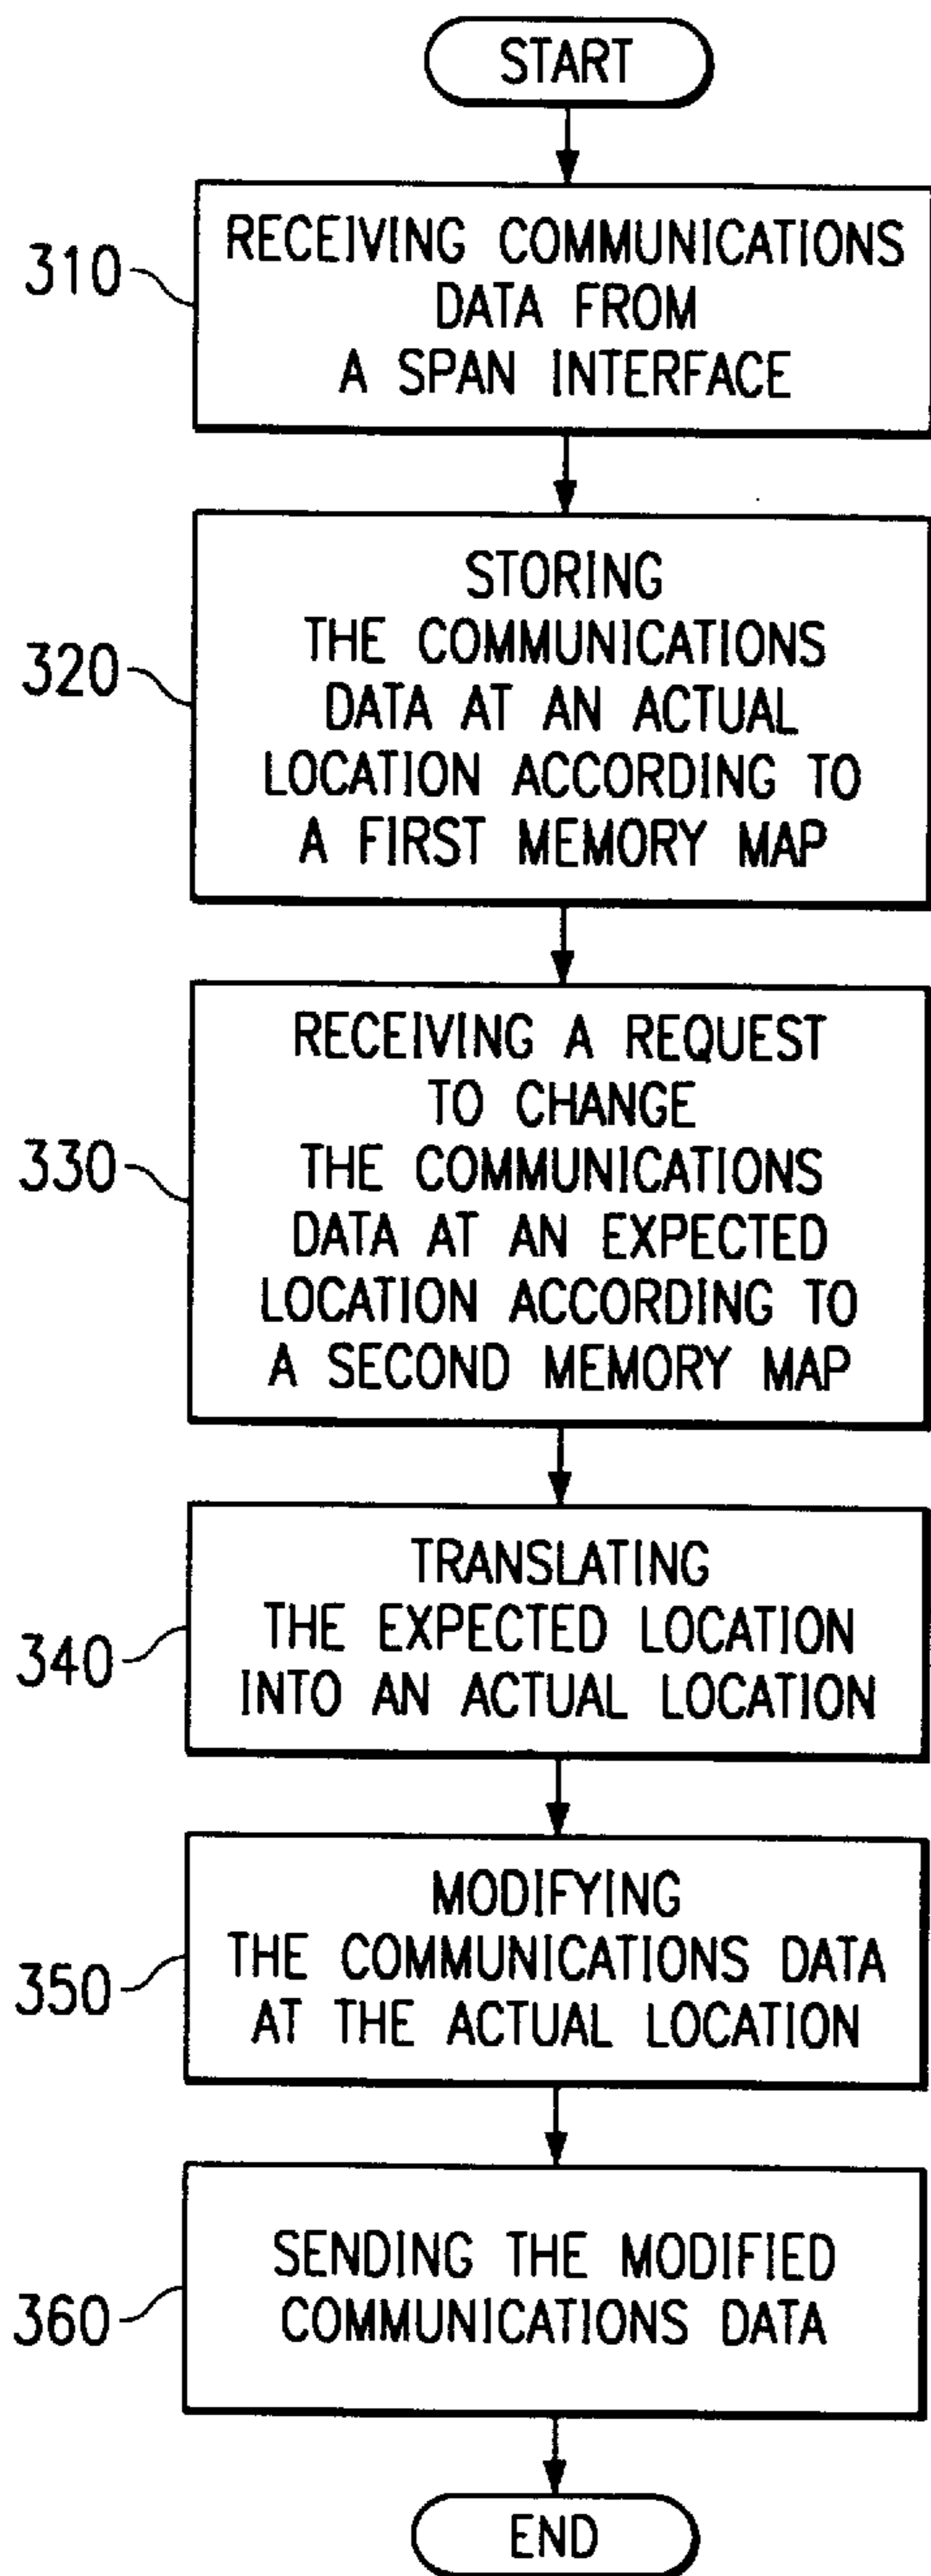 START
310
RECEIVING COMMUNICATIONS
DATA FROM
A SPAN INTERFACE
320
STORING
THE COMMUNICATIONS
DATA AT AN ACTUAL
LOCATION ACCORDING TO
A FIRST MEMORY MAP
330
RECEIVING A REQUEST
TO CHANGE
THE COMMUNICATIONS
DATA AT AN EXPECTED
LOCATION ACCORDING TO
A SECOND MEMORY MAP
340
TRANSLATING
THE EXPECTED LOCATION
INTO AN ACTUAL LOCATION
350
MODIFYING
THE COMMUNICATIONS DATA
AT THE ACTUAL LOCATION
360
SENDING THE MODIFIED
COMMUNICATIONS DATA
END